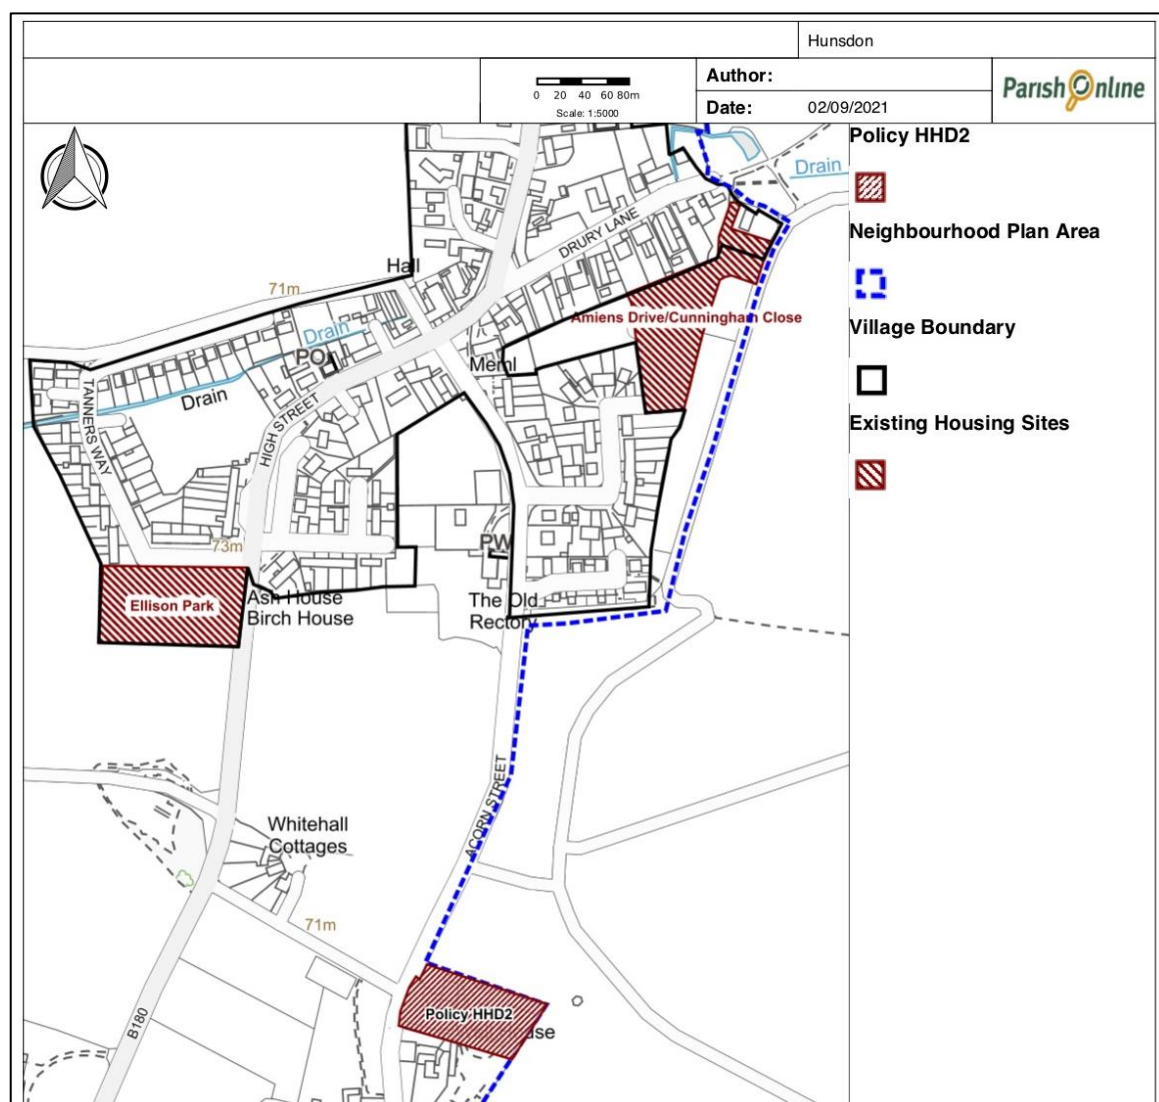 Hunsdon
0 20 40 60 80m
Scale: 1:5000
Author:
Date: 02/09/2021
Parish Online
Policy HHD2
Neighbourhood Plan Area
Village Boundary
Existing Housing Sites
Drain
DRURY LANE
Hall
71m
Drain
Amiens Drive/Cunningham Close
PO
Meml
Drain
TANNERS WAY
HIGH STREET
PW
73m
Ellison Park
Ash House
Birch House
The Old
Rectory
ACORN STREET
Whitehall
Cottages
71m
B180
Policy HHD2
use